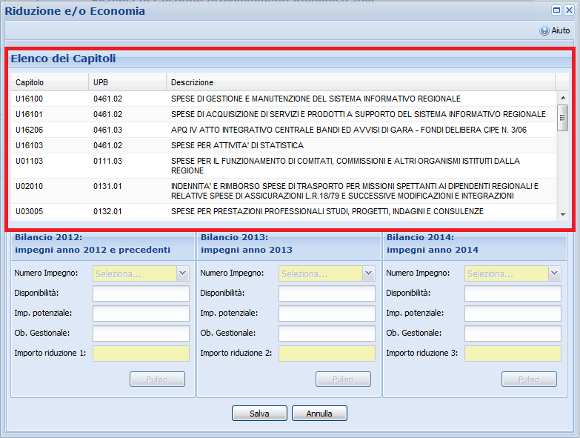 Riduzione e/o Economia
Aiuto
Elenco dei Capitoli
Capitolo UPB Descrizione
U16100 0461.02 SPESE DI GESTIONE E MANUTENZIONE DEL SISTEMA INFORMATIVO REGIONALE
U16101 0461.02 SPESE DI ACQUISIZIONE DI SERVIZI E PRODOTTI A SUPPORTO DEL SISTEMA INFORMATIVO REGIONALE
U16206 0461.03 APQ IV ATTO INTEGRATIVO CENTRALE BANDI ED AVVISI DI GARA - FONDI DELIBERA CIPE N. 3/06
U16103 0461.02 SPESE PER ATTIVITA' DI STATISTICA
U01103 0111.03 SPESE PER IL FUNZIONAMENTO DI COMITATI, COMMISSIONI E ALTRI ORGANISMI ISTITUITI DALLA
REGIONE
U02010 0131.01 INDENNITA' E RIMBORSO SPESE DI TRASPORTO PER MISSIONI SPETTANTI AI DIPENDENTI REGIONALI E
RELATIVE SPESE DI ASSICURAZIONI L.R.18/79 E SUCCESSIVE MODIFICAZIONI E INTEGRAZIONI
U03005 0132.01 SPESE PER PRESTAZIONI PROFESSIONALI STUDI, PROGETTI, INDAGINI E CONSULENZE
Bilancio 2012: Bilancio 2013: Bilancio 2014:
impegni anno 2012 e precedenti impegni anno 2013 impegni anno 2014
Numero Impegno: Seleziona... Numero Impegno: Seleziona... Numero Impegno: Seleziona...
Disponibilità: Disponibilità: Disponibilità:
Imp. potenziale: Imp. potenziale: Imp. potenziale:
Ob. Gestionale: Ob. Gestionale: Ob. Gestionale:
Importo riduzione 1: Importo riduzione 2: Importo riduzione 3:
Pulisci Pulisci Pulisci
Salva Annulla